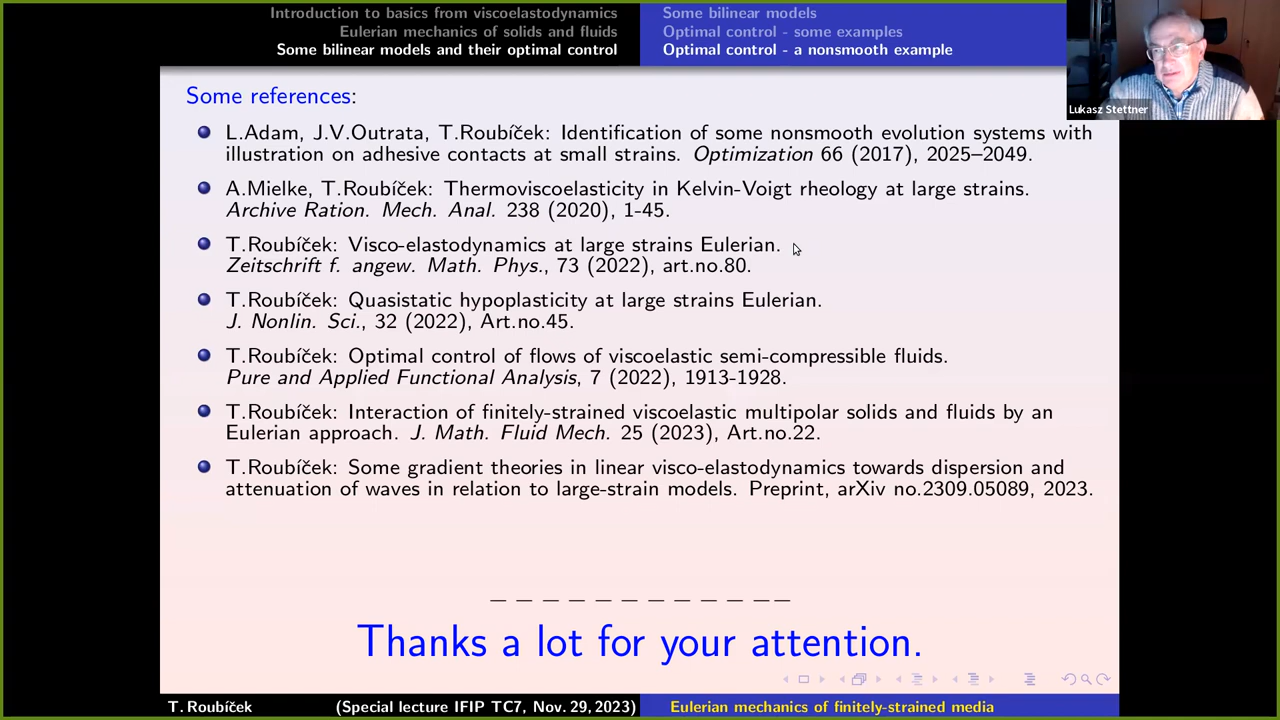 Introduction to basics from viscoelastodynamics
Eulerian mechanics of solids and fluids
Some bilinear models and their optimal control
Some bilinear models
Optimal control - some examples
Optimal control - a nonsmooth example
Lukasz Stettner
Some references:
L.Adam, J.V.Outrata, T.Roubíček: Identification of some nonsmooth evolution systems with
illustration on adhesive contacts at small strains. Optimization 66 (2017), 2025–2049.
A.Mielke, T.Roubíček: Thermoviscoelasticity in Kelvin-Voigt rheology at large strains.
Archive Ration. Mech. Anal. 238 (2020), 1-45.
T.Roubíček: Visco-elastodynamics at large strains Eulerian.
Zeitschrift f. angew. Math. Phys., 73 (2022), art.no.80.
T.Roubíček: Quasistatic hypoplasticity at large strains Eulerian.
J. Nonlin. Sci., 32 (2022), Art.no.45.
T.Roubíček: Optimal control of flows of viscoelastic semi-compressible fluids.
Pure and Applied Functional Analysis, 7 (2022), 1913-1928.
T.Roubíček: Interaction of finitely-strained viscoelastic multipolar solids and fluids by an
Eulerian approach. J. Math. Fluid Mech. 25 (2023), Art.no.22.
T.Roubíček: Some gradient theories in linear visco-elastodynamics towards dispersion and
attenuation of waves in relation to large-strain models. Preprint, arXiv no.2309.05089, 2023.
Thanks a lot for your attention.
T. Roubíček (Special lecture IFIP TC7, Nov. 29, 2023) Eulerian mechanics of finitely-strained media